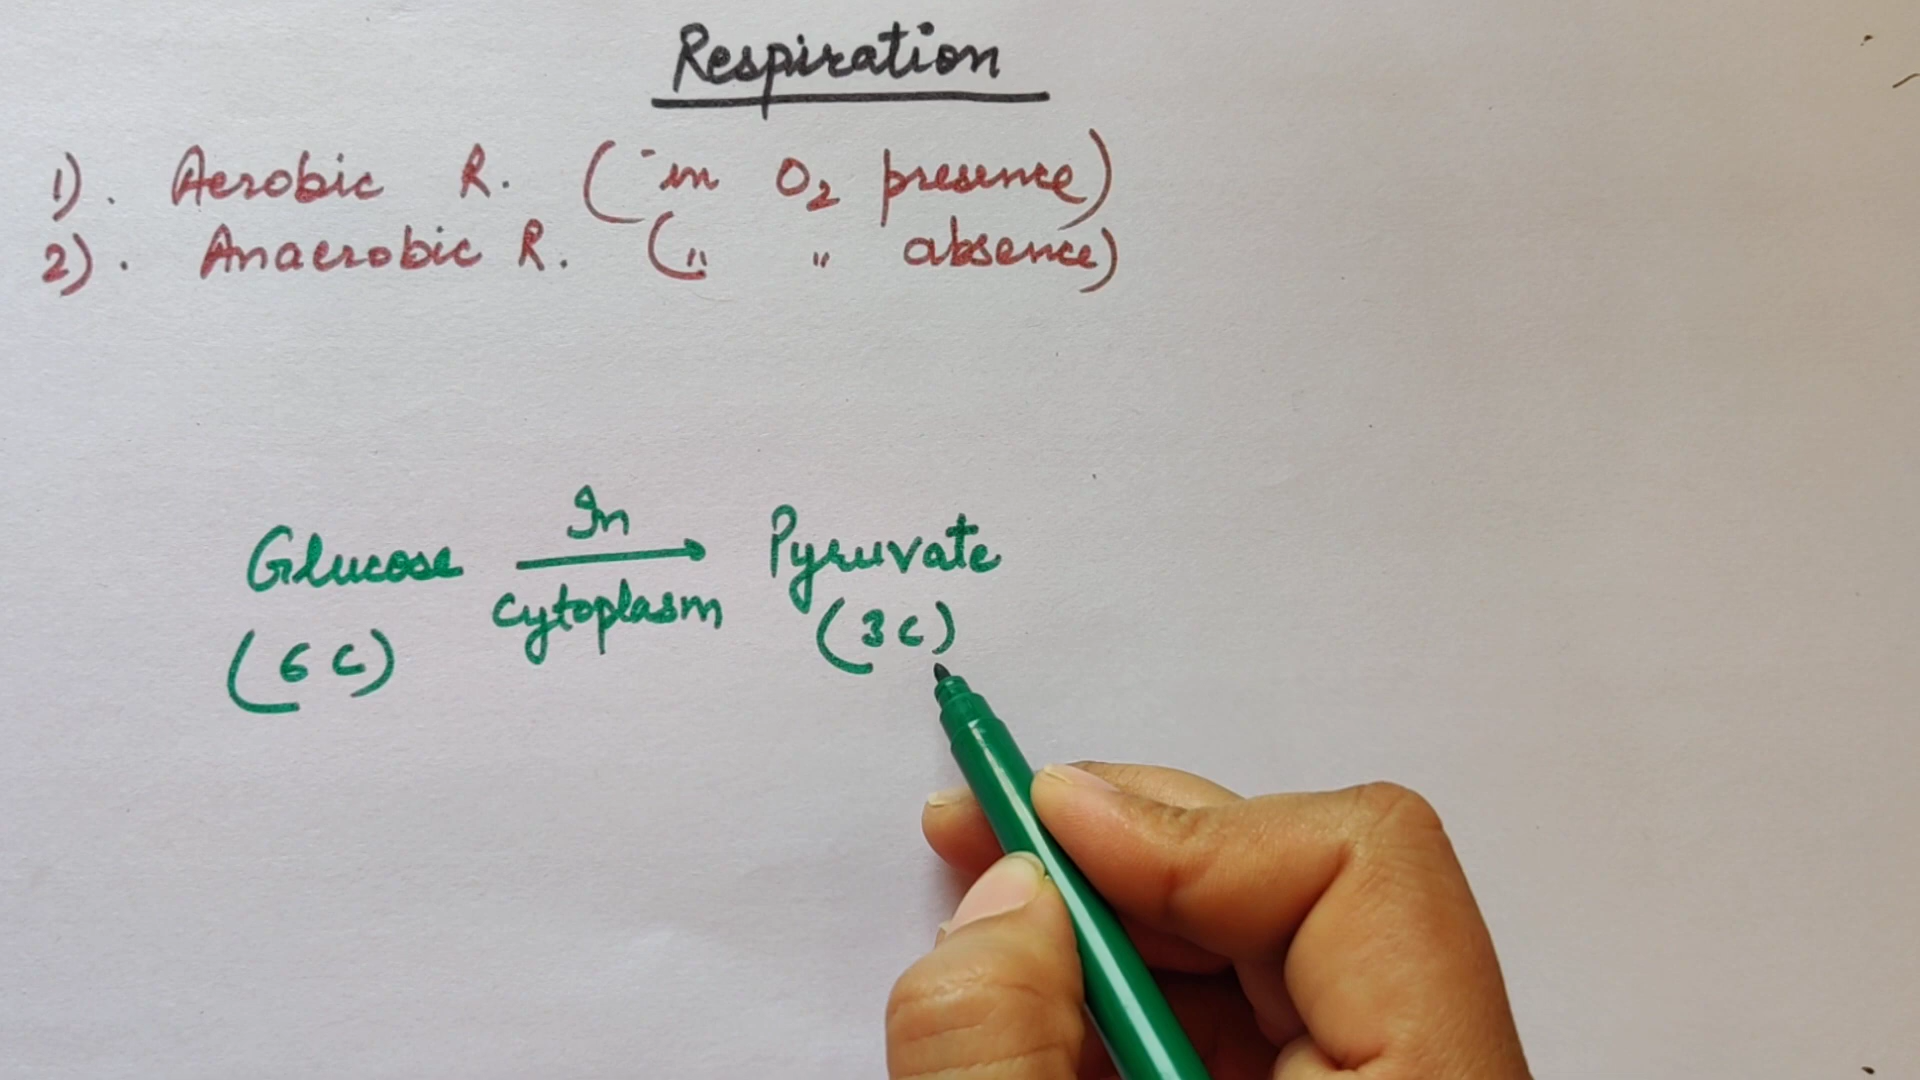 Respiration
1). Aerobic R. (in O₂ presence)
2). Anaerobic R. (" " absence)
In
Glucose → Pyruvate
cytoplasm
(6C) (3C)